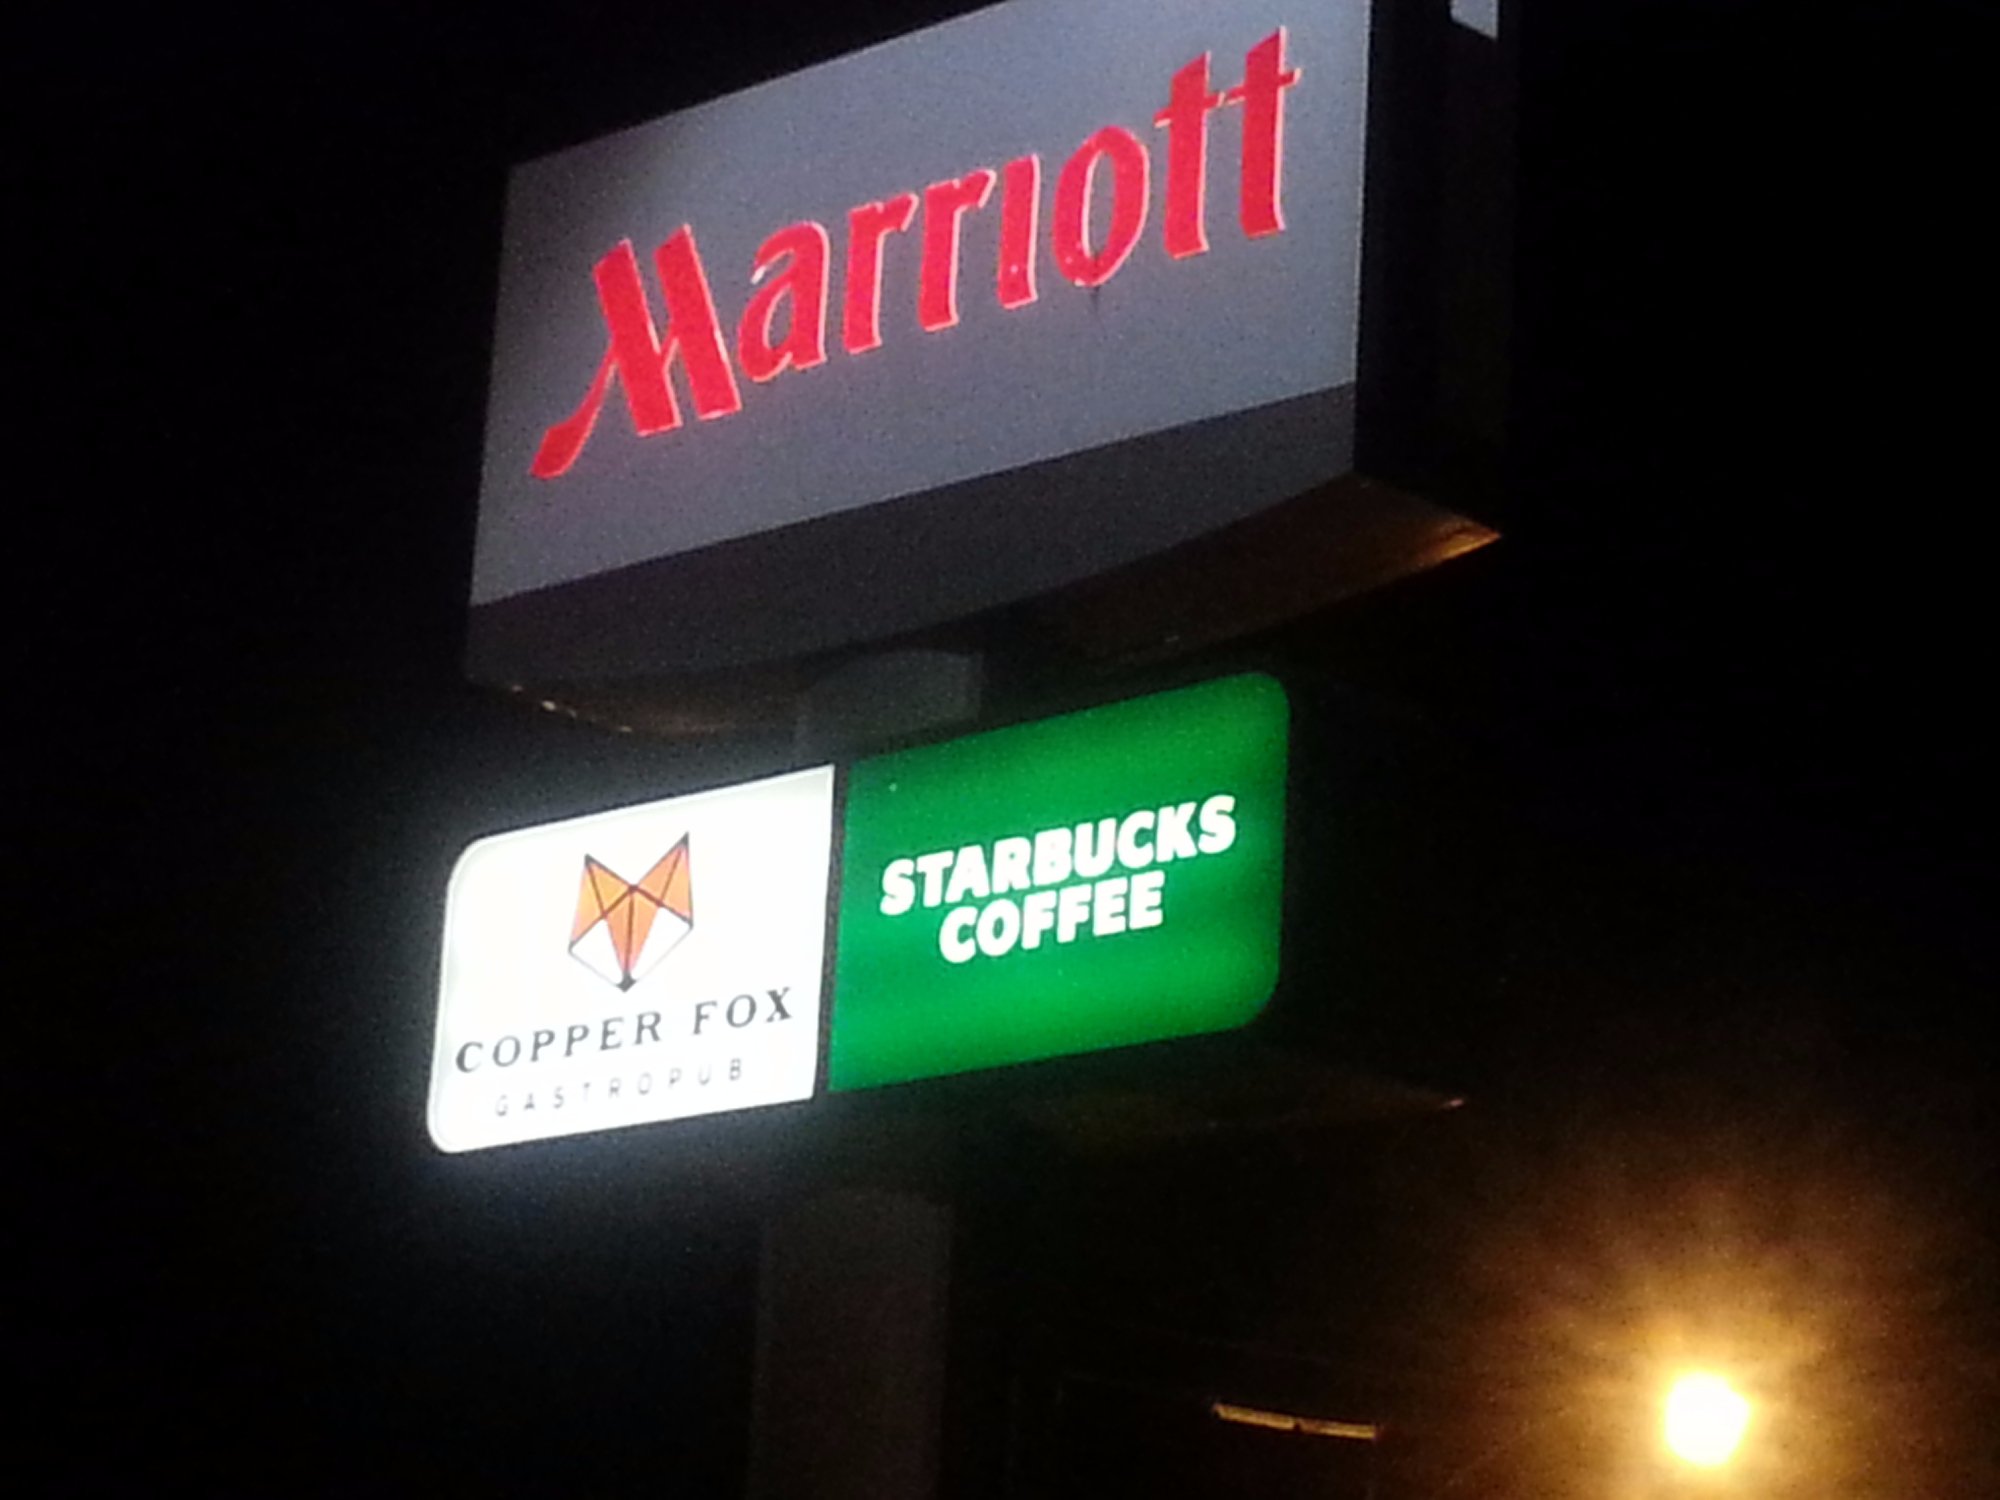 Marriott
COPPER FOX
GASTROPUB
STARBUCKS
COFFEE